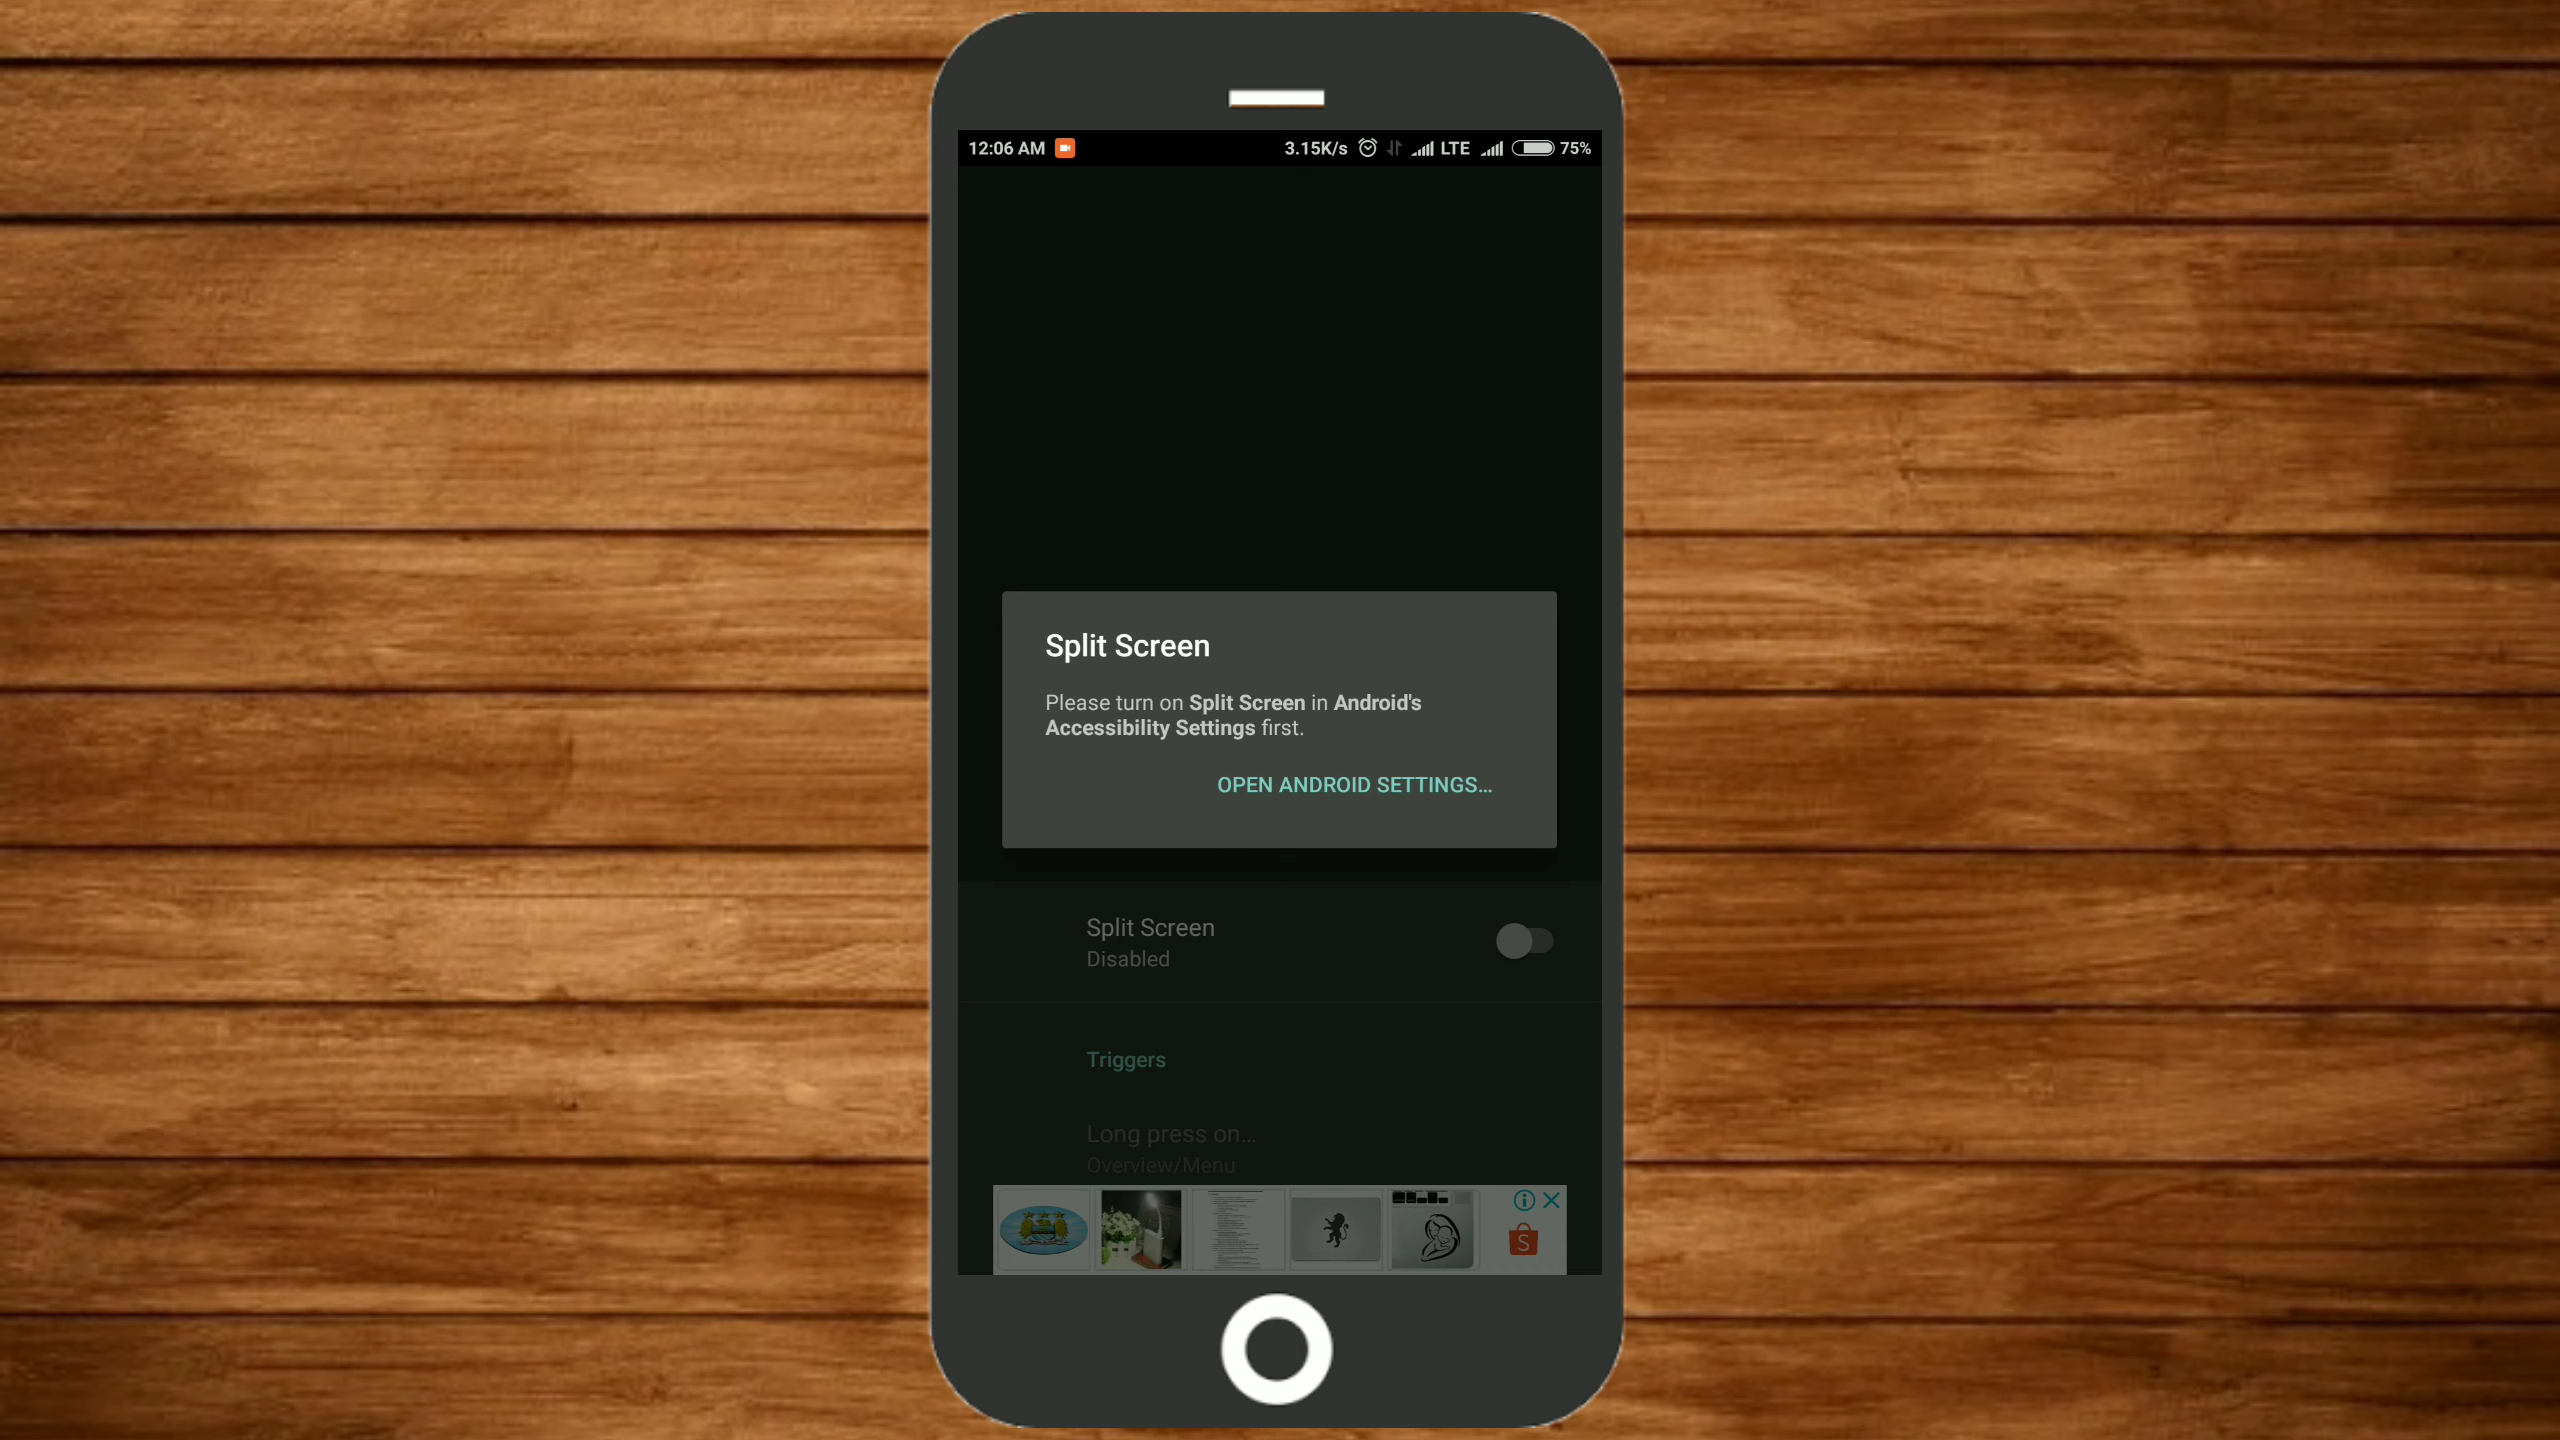 12:06 AM 3.15K/s LTE 75%
Split Screen
Please turn on Split Screen in Android's
Accessibility Settings first.
OPEN ANDROID SETTINGS...
Split Screen
Disabled
Triggers
Long press on...
Overview/Menu
S